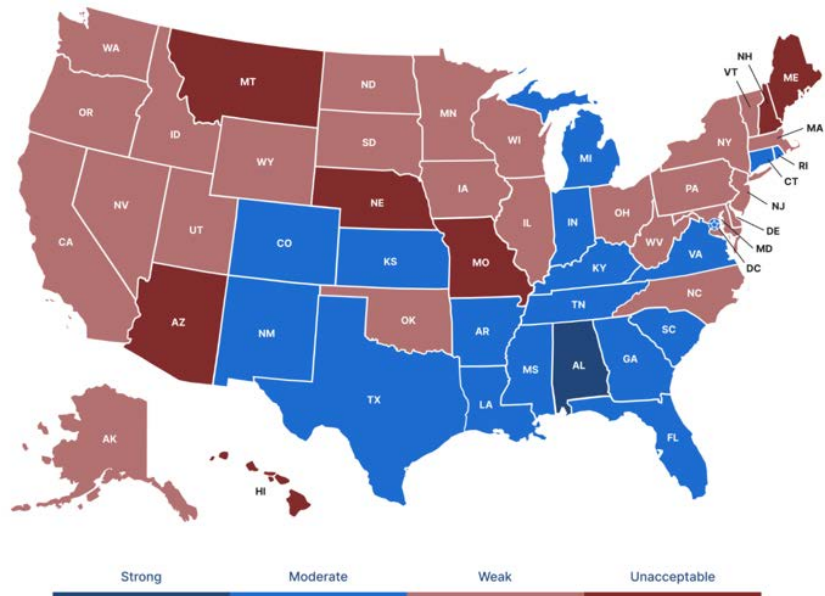 WA
MT
ND
MN
OR
ID
SD
WI
WY
MI
NH
VT
ME
NY
MA
RI
CT
NV
UT
CA
NE
IA
IL
IN
OH
PA
NJ
CO
KS
MO
WV
VA
DE
MD
DC
KY
AZ
NM
OK
AR
TN
NC
SC
TX
LA
MS
AL
GA
FL
AK
HI
Strong Moderate Weak Unacceptable